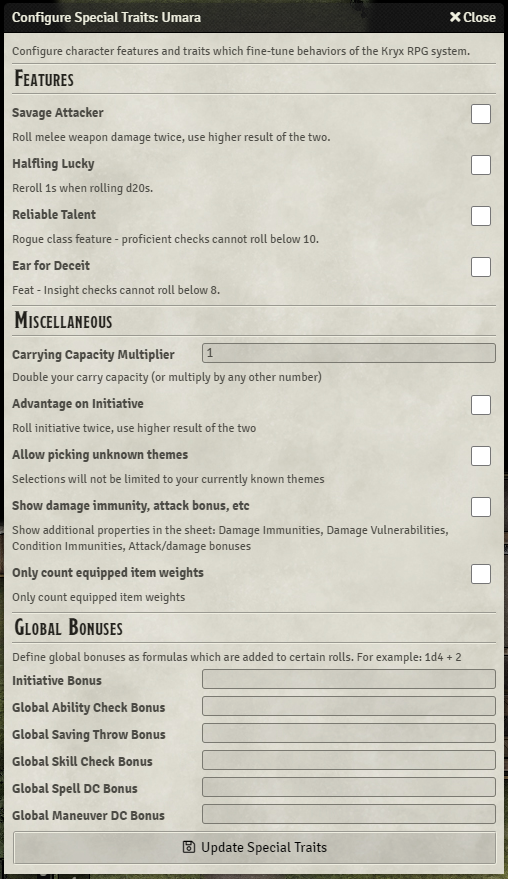 Configure Special Traits: Umara
Close
Configure character features and traits which fine-tune behaviors of the Kryx RPG system.
Features
Savage Attacker
Roll melee weapon damage twice, use higher result of the two.
Halfling Lucky
Reroll 1s when rolling d20s.
Reliable Talent
Rogue class feature - proficient checks cannot roll below 10.
Ear for Deceit
Feat - Insight checks cannot roll below 8.
Miscellaneous
Carrying Capacity Multiplier 1
Double your carry capacity (or multiply by any other number)
Advantage on Initiative
Roll initiative twice, use higher result of the two
Allow picking unknown themes
Selections will not be limited to your currently known themes
Show damage immunity, attack bonus, etc
Show additional properties in the sheet: Damage Immunities, Damage Vulnerabilities,
Condition Immunities, Attack/damage bonuses
Only count equipped item weights
Only count equipped item weights
Global Bonuses
Define global bonuses as formulas which are added to certain rolls. For example: 1d4 + 2
Initiative Bonus
Global Ability Check Bonus
Global Saving Throw Bonus
Global Skill Check Bonus
Global Spell DC Bonus
Global Maneuver DC Bonus
Update Special Traits